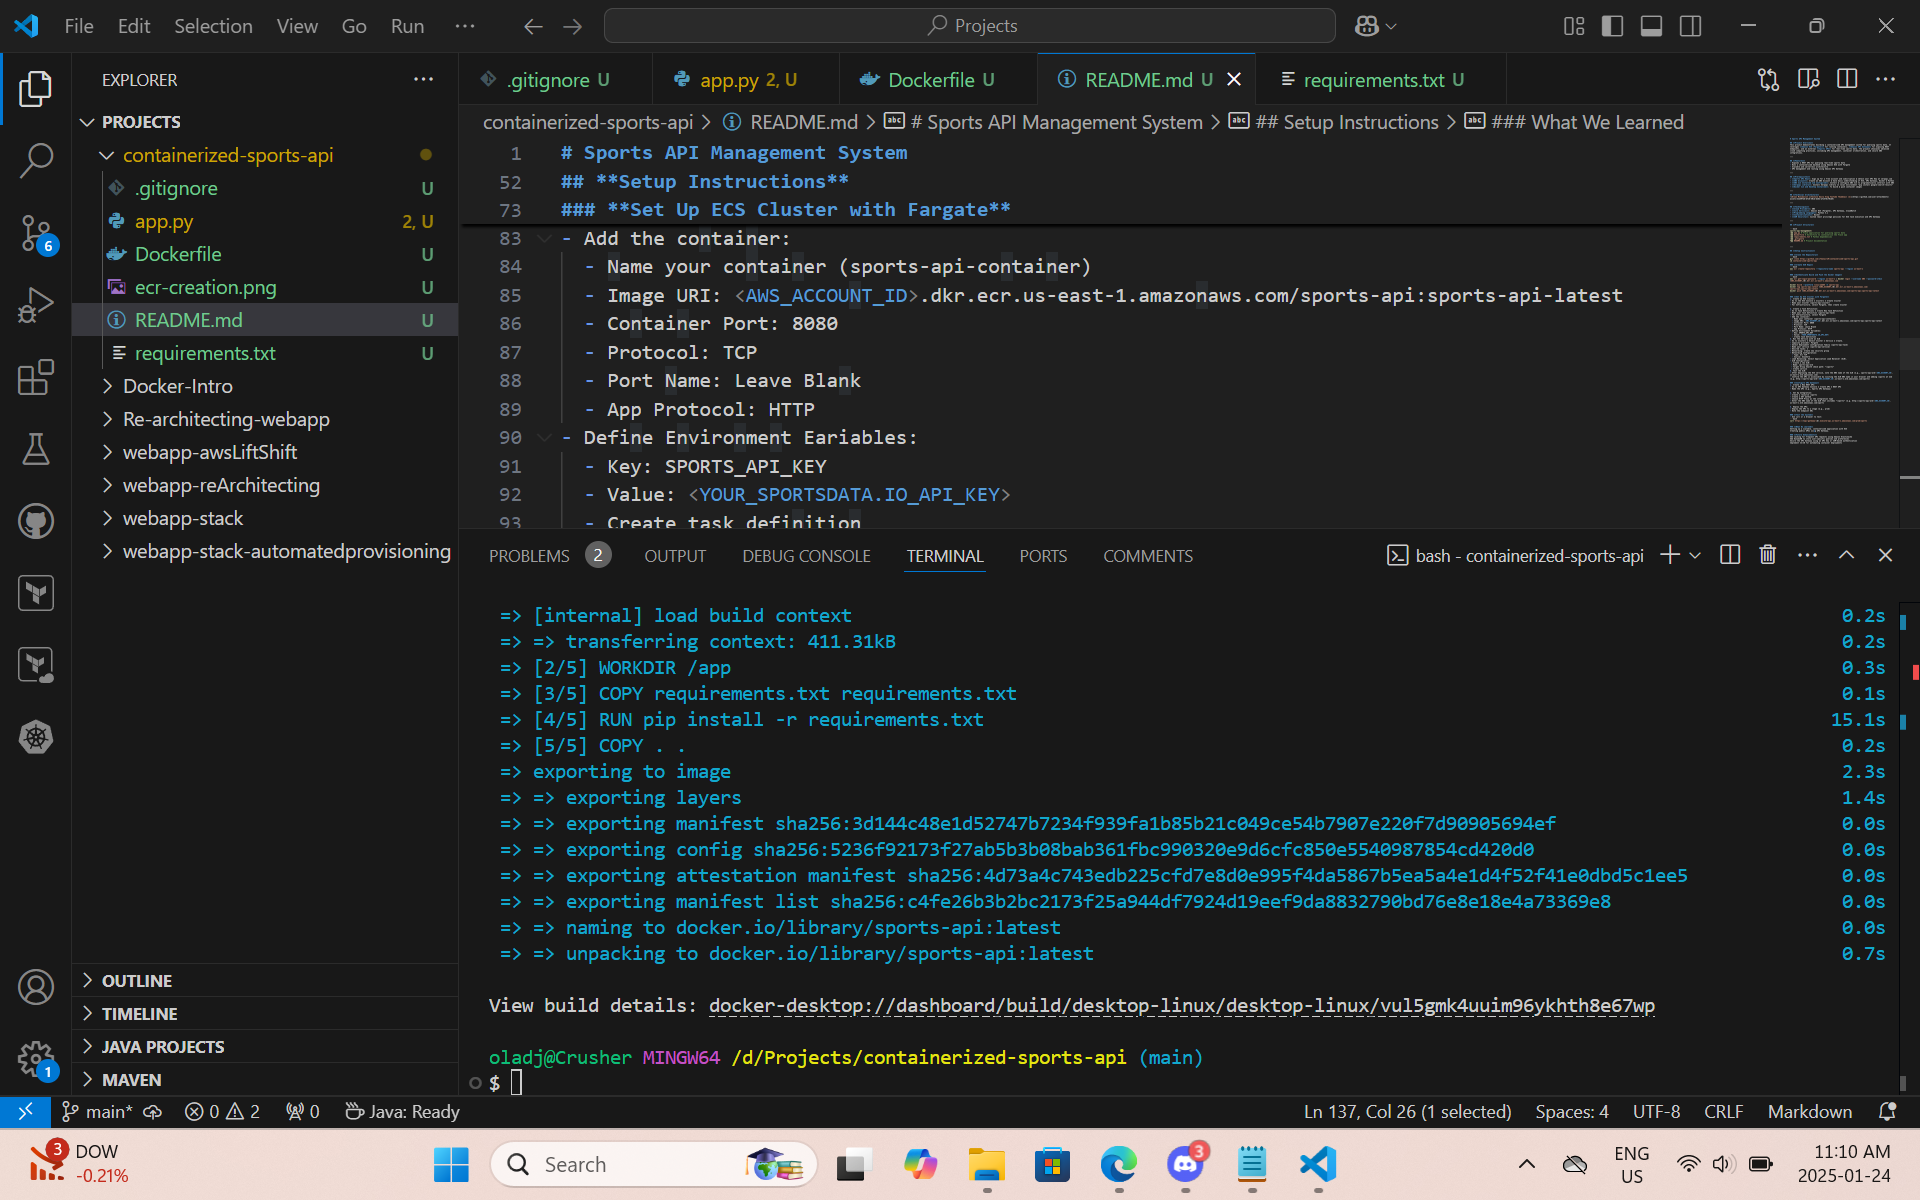 File Edit Selection View Go Run ··· Projects
EXPLORER ···
PROJECTS
containerized-sports-api
.gitignore U
app.py 2, U
Dockerfile U
ecr-creation.png U
README.md U
requirements.txt U
Docker-Intro
Re-architecting-webapp
webapp-awsLiftShift
webapp-reArchitecting
webapp-stack
webapp-stack-automatedprovisioning
OUTLINE
TIMELINE
JAVA PROJECTS
MAVEN
6
1
.gitignore U app.py 2, U Dockerfile U README.md U requirements.txt U
containerized-sports-api > README.md > # Sports API Management System > ## Setup Instructions > ### What We Learned
1 # Sports API Management System
52 ## **Setup Instructions**
73 ### **Set Up ECS Cluster with Fargate**
83 - Add the container:
84 - Name your container (sports-api-container)
85 - Image URI: <AWS_ACCOUNT_ID>.dkr.ecr.us-east-1.amazonaws.com/sports-api:sports-api-latest
86 - Container Port: 8080
87 - Protocol: TCP
88 - Port Name: Leave Blank
89 - App Protocol: HTTP
90 - Define Environment Eariables:
91 - Key: SPORTS_API_KEY
92 - Value: <YOUR_SPORTSDATA.IO_API_KEY>
93 - Create task definition
PROBLEMS 2 OUTPUT DEBUG CONSOLE TERMINAL PORTS COMMENTS bash - containerized-sports-api
=> [internal] load build context 0.2s
=> => transferring context: 411.31kB 0.2s
=> [2/5] WORKDIR /app 0.3s
=> [3/5] COPY requirements.txt requirements.txt 0.1s
=> [4/5] RUN pip install -r requirements.txt 15.1s
=> [5/5] COPY . . 0.2s
=> exporting to image 2.3s
=> => exporting layers 1.4s
=> => exporting manifest sha256:3d144c48e1d52747b7234f939fa1b85b21c049ce54b7907e220f7d90905694ef 0.0s
=> => exporting config sha256:5236f92173f27ab5b3b08bab361fbc990320e9d6cfc850e5540987854cd420d0 0.0s
=> => exporting attestation manifest sha256:4d73a4c743edb225cfd7e8d0e995f4da5867b5ea5a4e1d4f52f41e0dbd5c1ee5 0.0s
=> => exporting manifest list sha256:c4fe26b3b2bc2173f25a944df7924d19eef9da8832790bd76e8e18e4a73369e8 0.0s
=> => naming to docker.io/library/sports-api:latest 0.0s
=> => unpacking to docker.io/library/sports-api:latest 0.7s
View build details: docker-desktop://dashboard/build/desktop-linux/desktop-linux/vul5gmk4uuim96ykhth8e67wp
oladj@Crusher MINGW64 /d/Projects/containerized-sports-api (main)
$
main* 0 2 0 Java: Ready Ln 137, Col 26 (1 selected) Spaces: 4 UTF-8 CRLF Markdown
3 DOW
-0.21%
Search
3
ENG
US
11:10 AM
2025-01-24